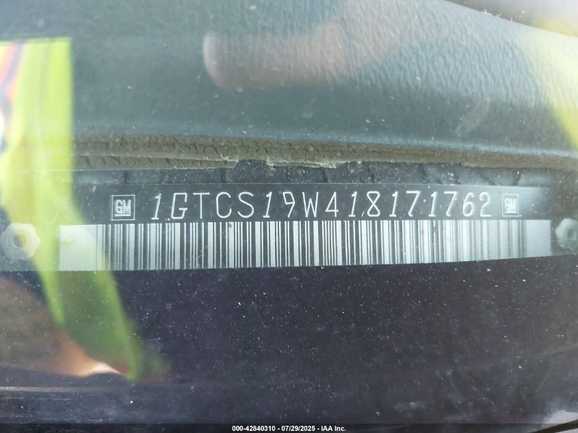 GM 1GTCS19W418171762 GM
000-42840310 | 07/29/2025 | IAA Inc.